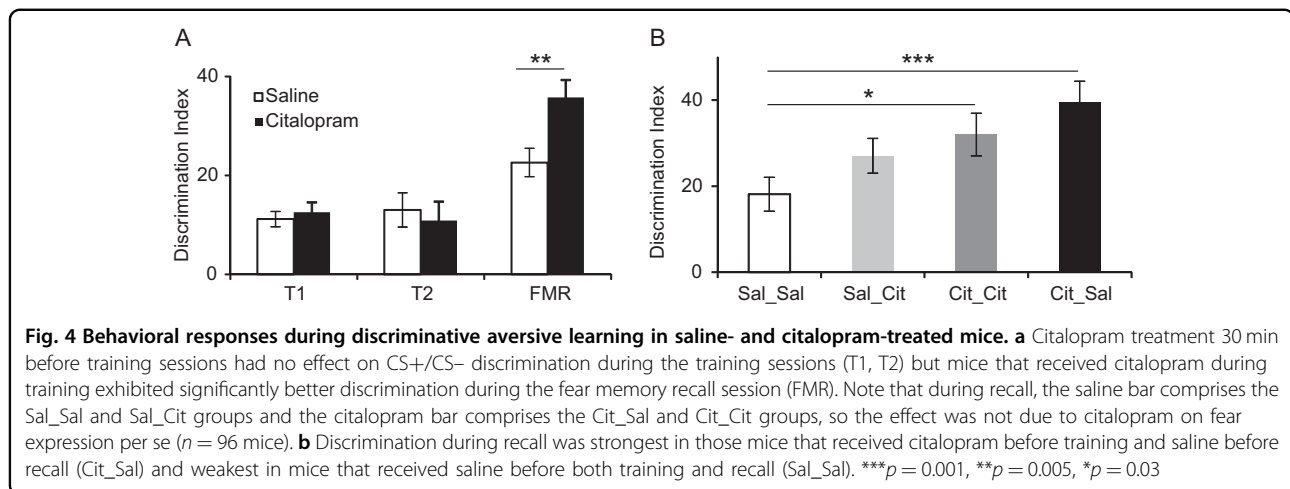 A
B
**
***
*
Discrimination Index
40
20
0
Saline
Citalopram
T1
T2
FMR
Discrimination Index
40
20
0
Sal_Sal
Sal_Cit
Cit_Cit
Cit_Sal
Fig. 4 Behavioral responses during discriminative aversive learning in saline- and citalopram-treated mice. a Citalopram treatment 30 min
before training sessions had no effect on CS+/CS− discrimination during the training sessions (T1, T2) but mice that received citalopram during
training exhibited significantly better discrimination during the fear memory recall session (FMR). Note that during recall, the saline bar comprises the
Sal_Sal and Sal_Cit groups and the citalopram bar comprises the Cit_Sal and Cit_Cit groups, so the effect was not due to citalopram on fear
expression per se (n = 96 mice). b Discrimination during recall was strongest in those mice that received citalopram before training and saline before
recall (Cit_Sal) and weakest in mice that received saline before both training and recall (Sal_Sal). ***p = 0.001, **p = 0.005, *p = 0.03